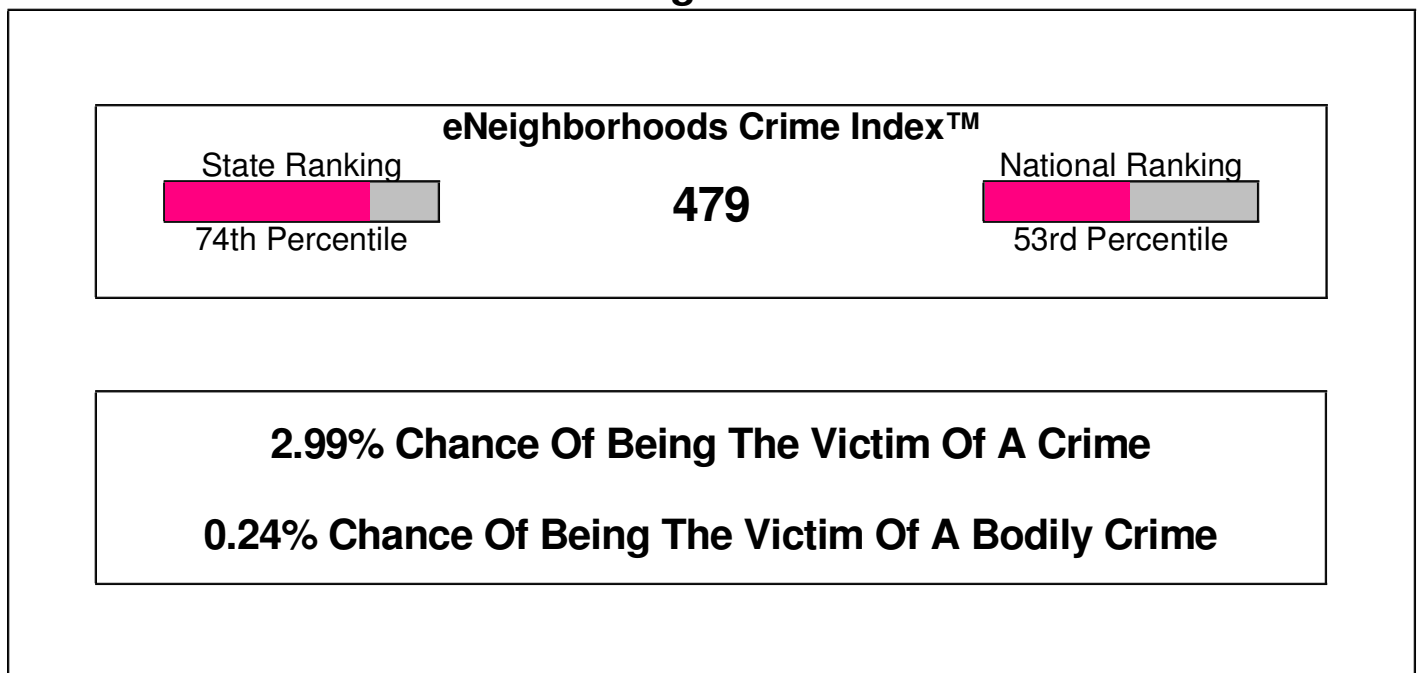 eNeighborhoods Crime Index™
State Ranking
74th Percentile
479
National Ranking
53rd Percentile
2.99% Chance Of Being The Victim Of A Crime
0.24% Chance Of Being The Victim Of A Bodily Crime